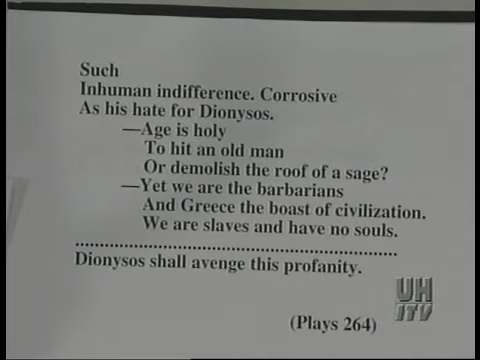 Such
Inhuman indifference. Corrosive
As his hate for Dionysos.
—Age is holy
To hit an old man
Or demolish the roof of a sage?
—Yet we are the barbarians
And Greece the boast of civilization.
We are slaves and have no souls.
................................................................
Dionysos shall avenge this profanity.
(Plays 264)
UH
ITV